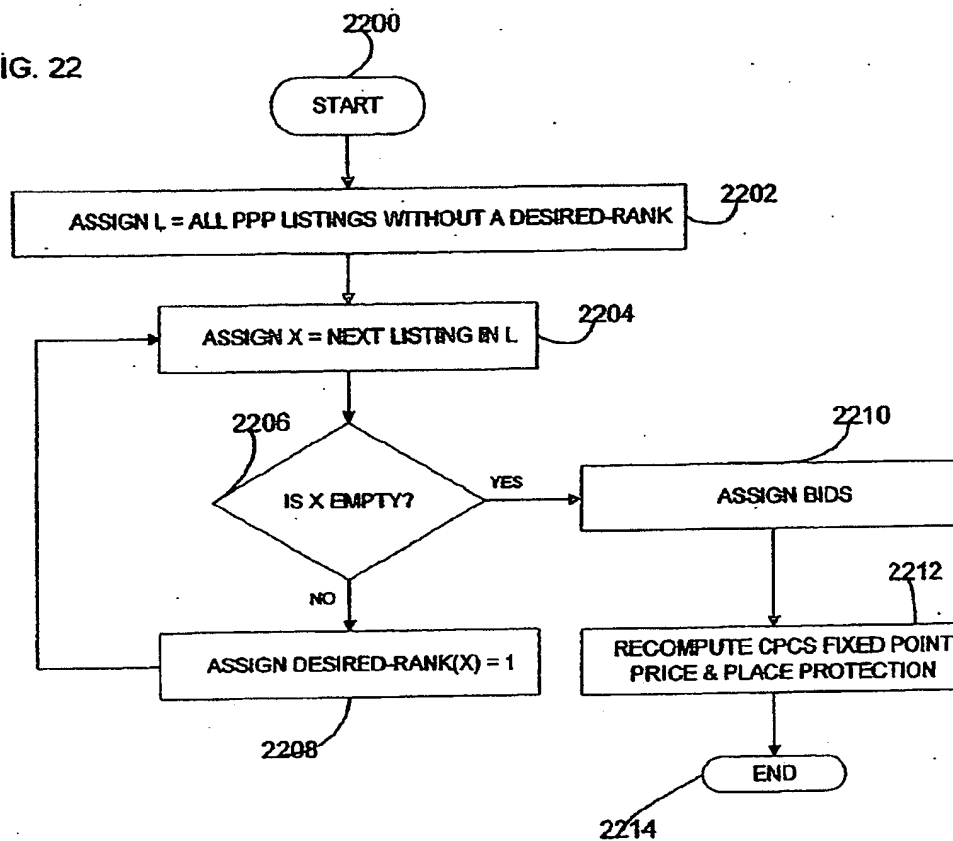 2200
IG. 22
START
2202
ASSIGN L = ALL PPP LISTINGS WITHOUT A DESIRED-RANK
2204
ASSIGN X = NEXT LISTING IN L
2206
2210
IS X EMPTY?
YES
ASSIGN BIDS
NO
2212
ASSIGN DESIRED-RANK(X) = 1
RECOMPUTE CPCS FIXED POINT
PRICE & PLACE PROTECTION
2208
END
2214